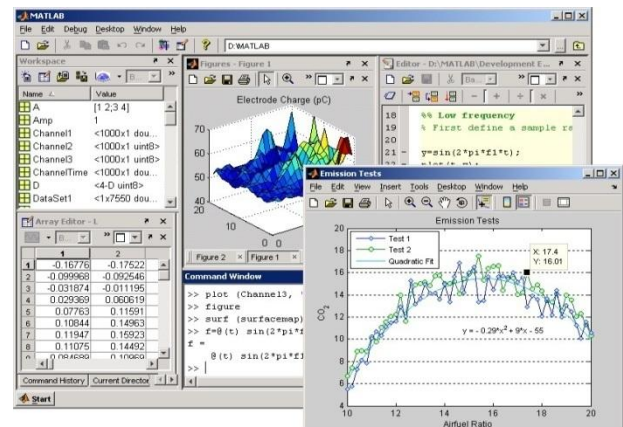 MATLAB
File Edit Debug Desktop Window Help
D:\MATLAB
Workspace
Name Value
A [1 2;3 4]
Amp 1
Channel1 <1000x1 dou...
Channel2 <1000x1 uint8>
Channel3 <1000x1 uint8>
ChannelTime <1000x1 dou...
D <4-D uint8>
DataSet1 <1x7550 dou...
Figures - Figure 1
Electrode Charge (pC)
70
60
50
40
20
10
0 0
Figure 2 Figure 1
Editor - D:\MATLAB\Development E...
18 %% Low frequency
19 % First define a sample ra
20
21 - y=sin(2*pi*f1*t);
Array Editor - L
1 2
1 -0.16776 -0.17522
2 -0.099968 -0.092546
3 -0.031874 -0.011195
4 0.029369 0.060619
5 0.07763 0.11591
6 0.10844 0.14963
7 0.11947 0.15923
8 0.11075 0.14492
Command History Current Director
Command Window
>> plot (Channel3, '
>> figure
>> surf (surfacemap)
>> f=@(t) sin(2*pi*f
f =
@(t) sin(2*pi*f
>>
Start
Emission Tests
File Edit View Insert Tools Desktop Window Help
Emission Tests
Test 1
Test 2
Quadratic Fit
X: 17.4
Y: 16.01
y = - 0.29*x² + 9*x - 55
CO₂
20
18
16
14
12
10
8
6
4
10 12 14 16 18 20
Airfuel Ratio